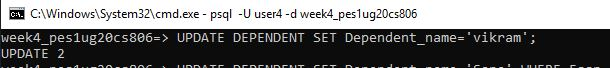 C:\Windows\System32\cmd.exe - psql -U user4 -d week4_pes1ug20cs806
week4_pes1ug20cs806=> UPDATE DEPENDENT SET Dependent_name='vikram';
UPDATE 2